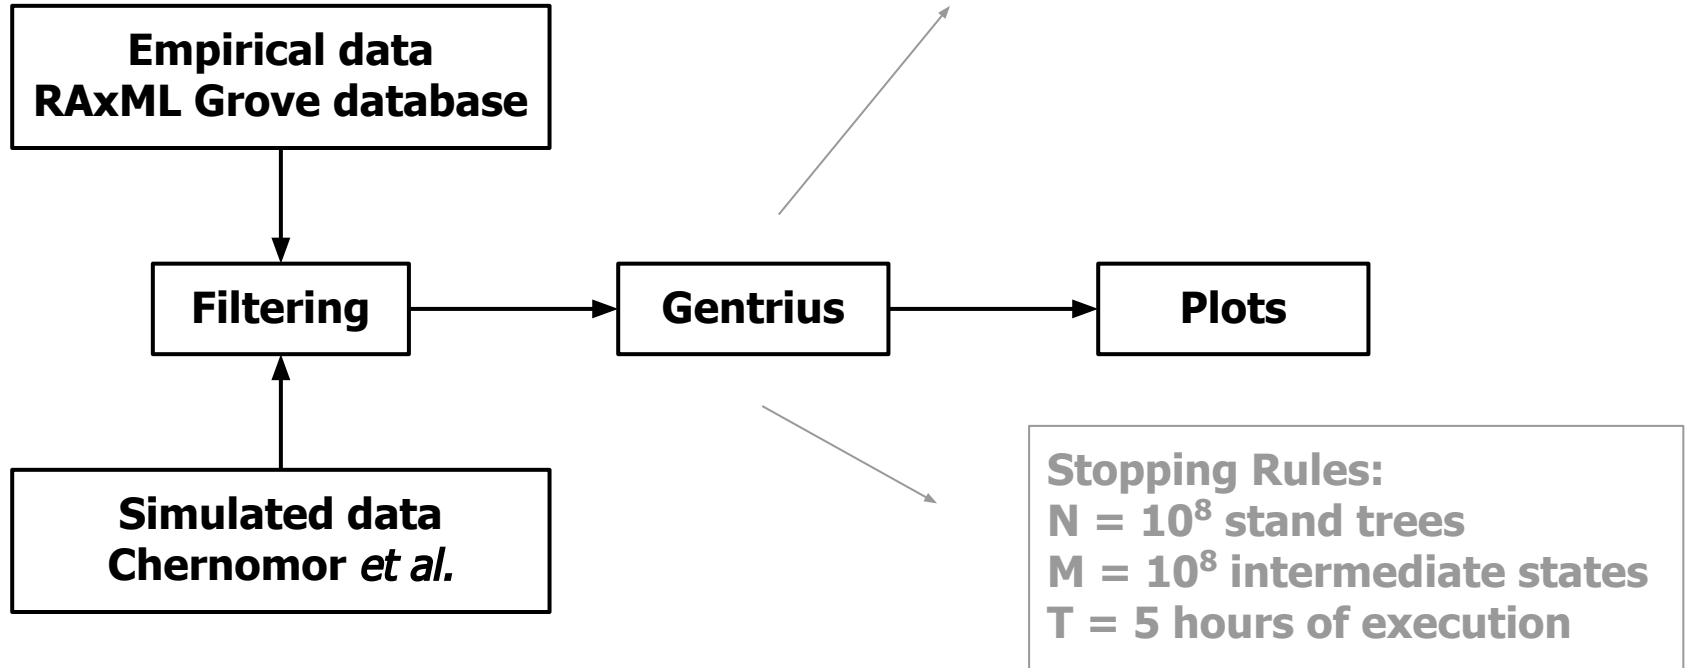 Empirical data
RAxML Grove database
Filtering
Gentrius
Plots
Simulated data
Chernomor et al.
Stopping Rules:
N = 10⁸ stand trees
M = 10⁸ intermediate states
T = 5 hours of execution